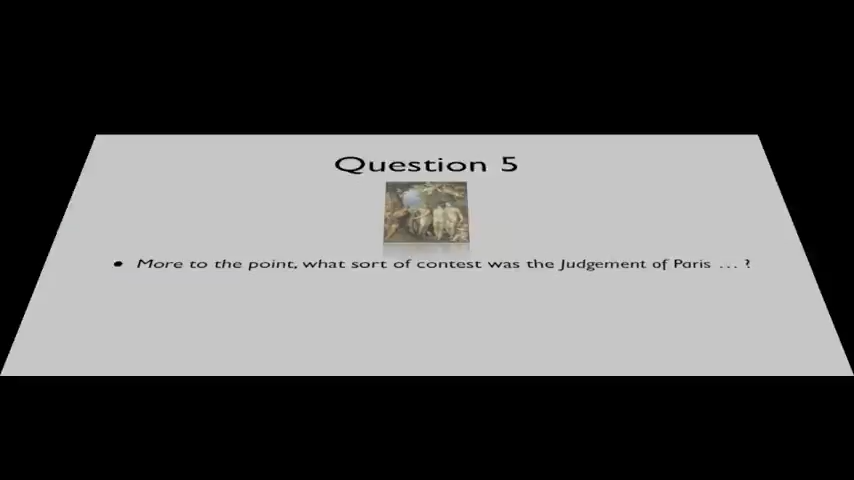 Question 5
• More to the point, what sort of contest was the Judgement of Paris … ?